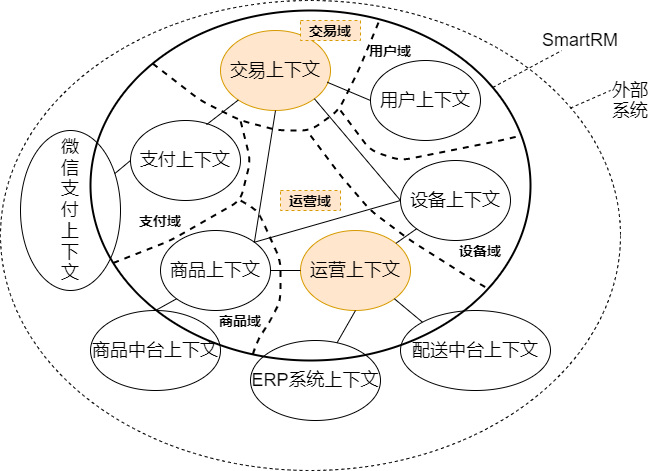 交易域
SmartRM
用户域
交易上下文
外部
系统
用户上下文
微信支付上下文
支付上下文
运营域
设备上下文
支付域
设备域
商品上下文
运营上下文
商品域
商品中台上下文
配送中台上下文
ERP系统上下文